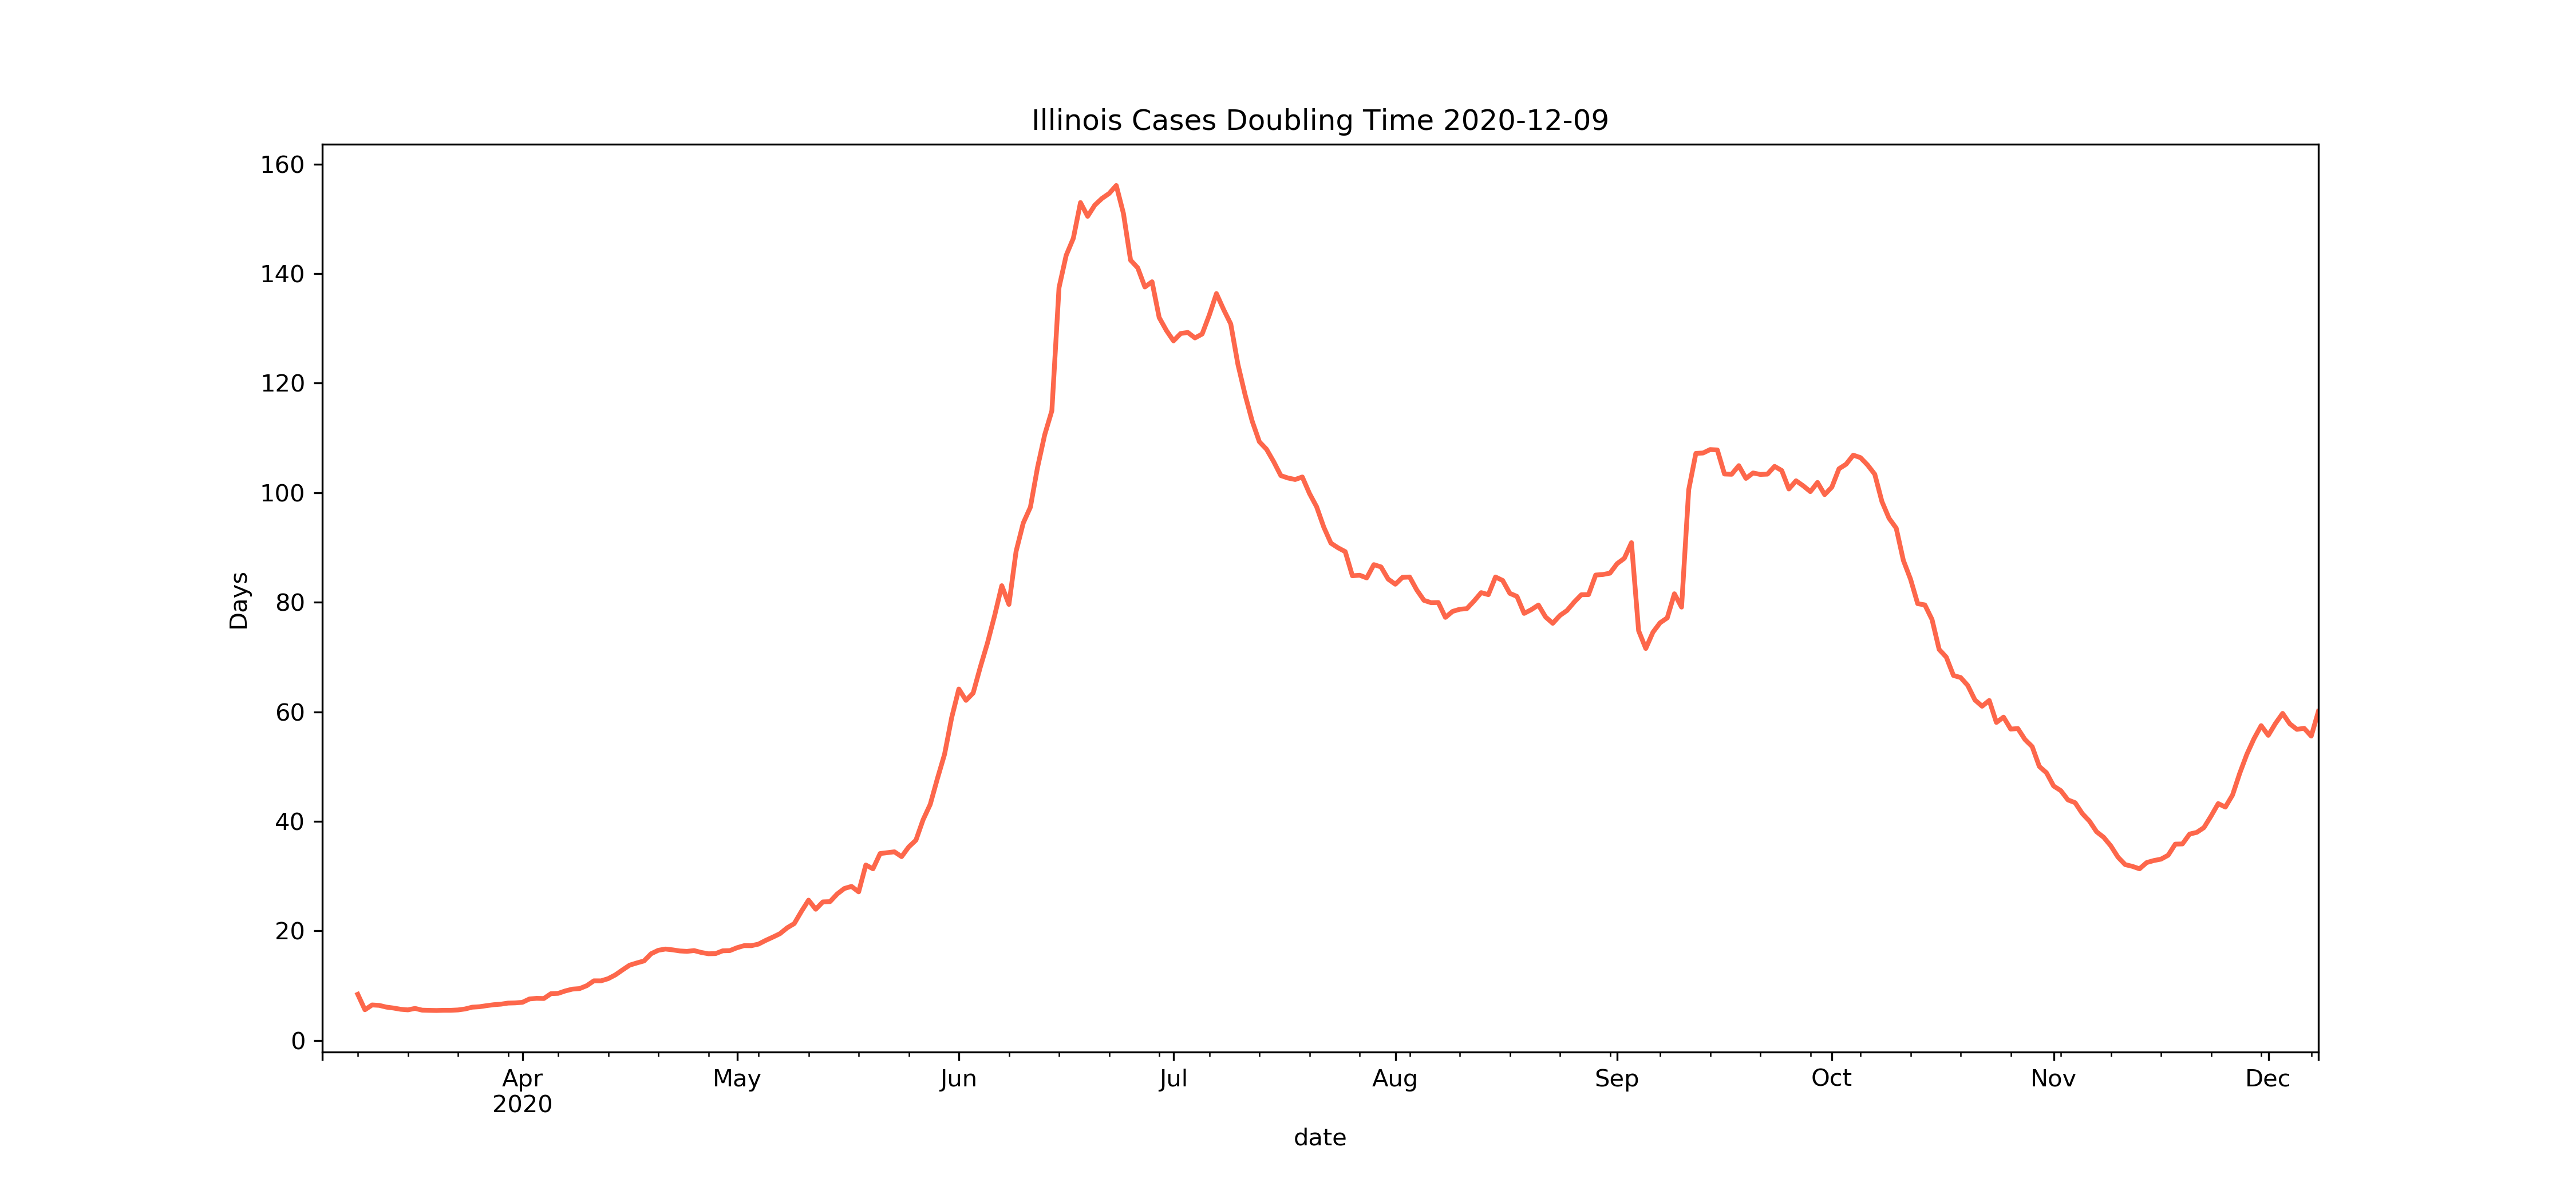 Illinois Cases Doubling Time 2020-12-09
160
140
120
100
80
60
40
20
0
Days
Apr May Jun Jul Aug Sep Oct Nov Dec
2020
date